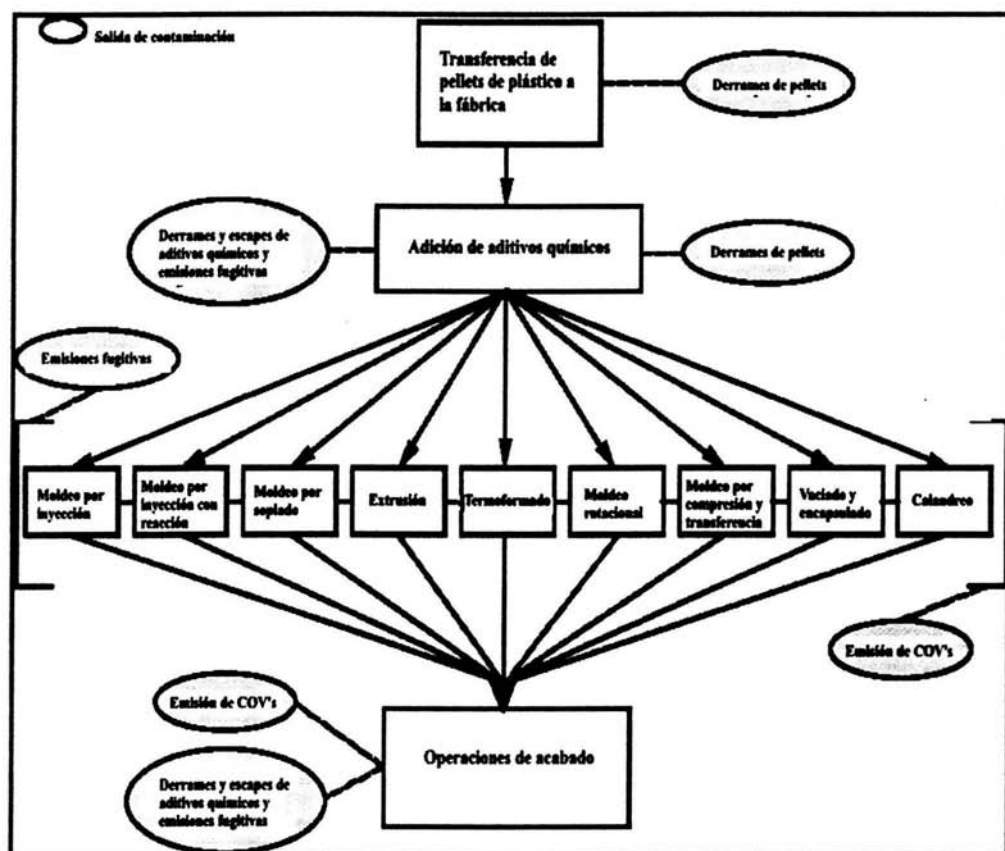 Salida de contaminación
Transferencia de
pellets de plástico a
la fábrica
Derrames de pellets
Derrames y escapes de
aditivos químicos y
emisiones fugitivas
Adición de aditivos químicos
Derrames de pellets
Emisiones fugitivas
Moldeo por
inyección
Moldeo por
inyección con
reacción
Moldeo por
soplado
Extrusión
Termoformado
Moldeo
rotacional
Moldeo por
compresión y
transferencia
Vaciado y
encapsulado
Calandreo
Emisión de COV's
Emisión de COV's
Operaciones de acabado
Derrames y escapes de
aditivos químicos y
emisiones fugitivas